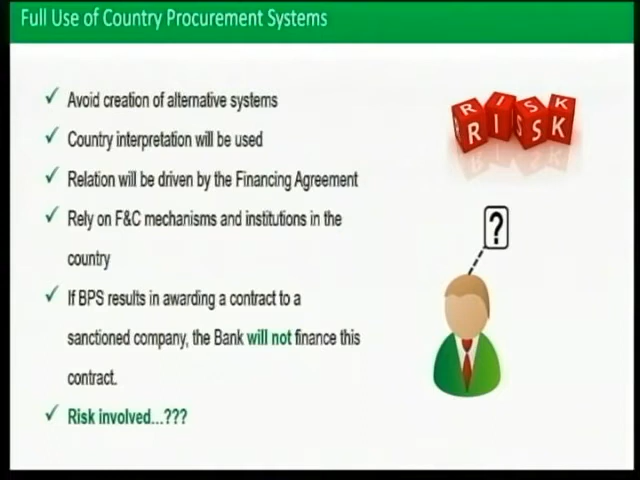 Full Use of Country Procurement Systems
✓ Avoid creation of alternative systems
✓ Country interpretation will be used
✓ Relation will be driven by the Financing Agreement
✓ Rely on F&C mechanisms and institutions in the
country
✓ If BPS results in awarding a contract to a
sanctioned company, the Bank will not finance this
contract.
✓ Risk involved...???
RISK
RISSK
?